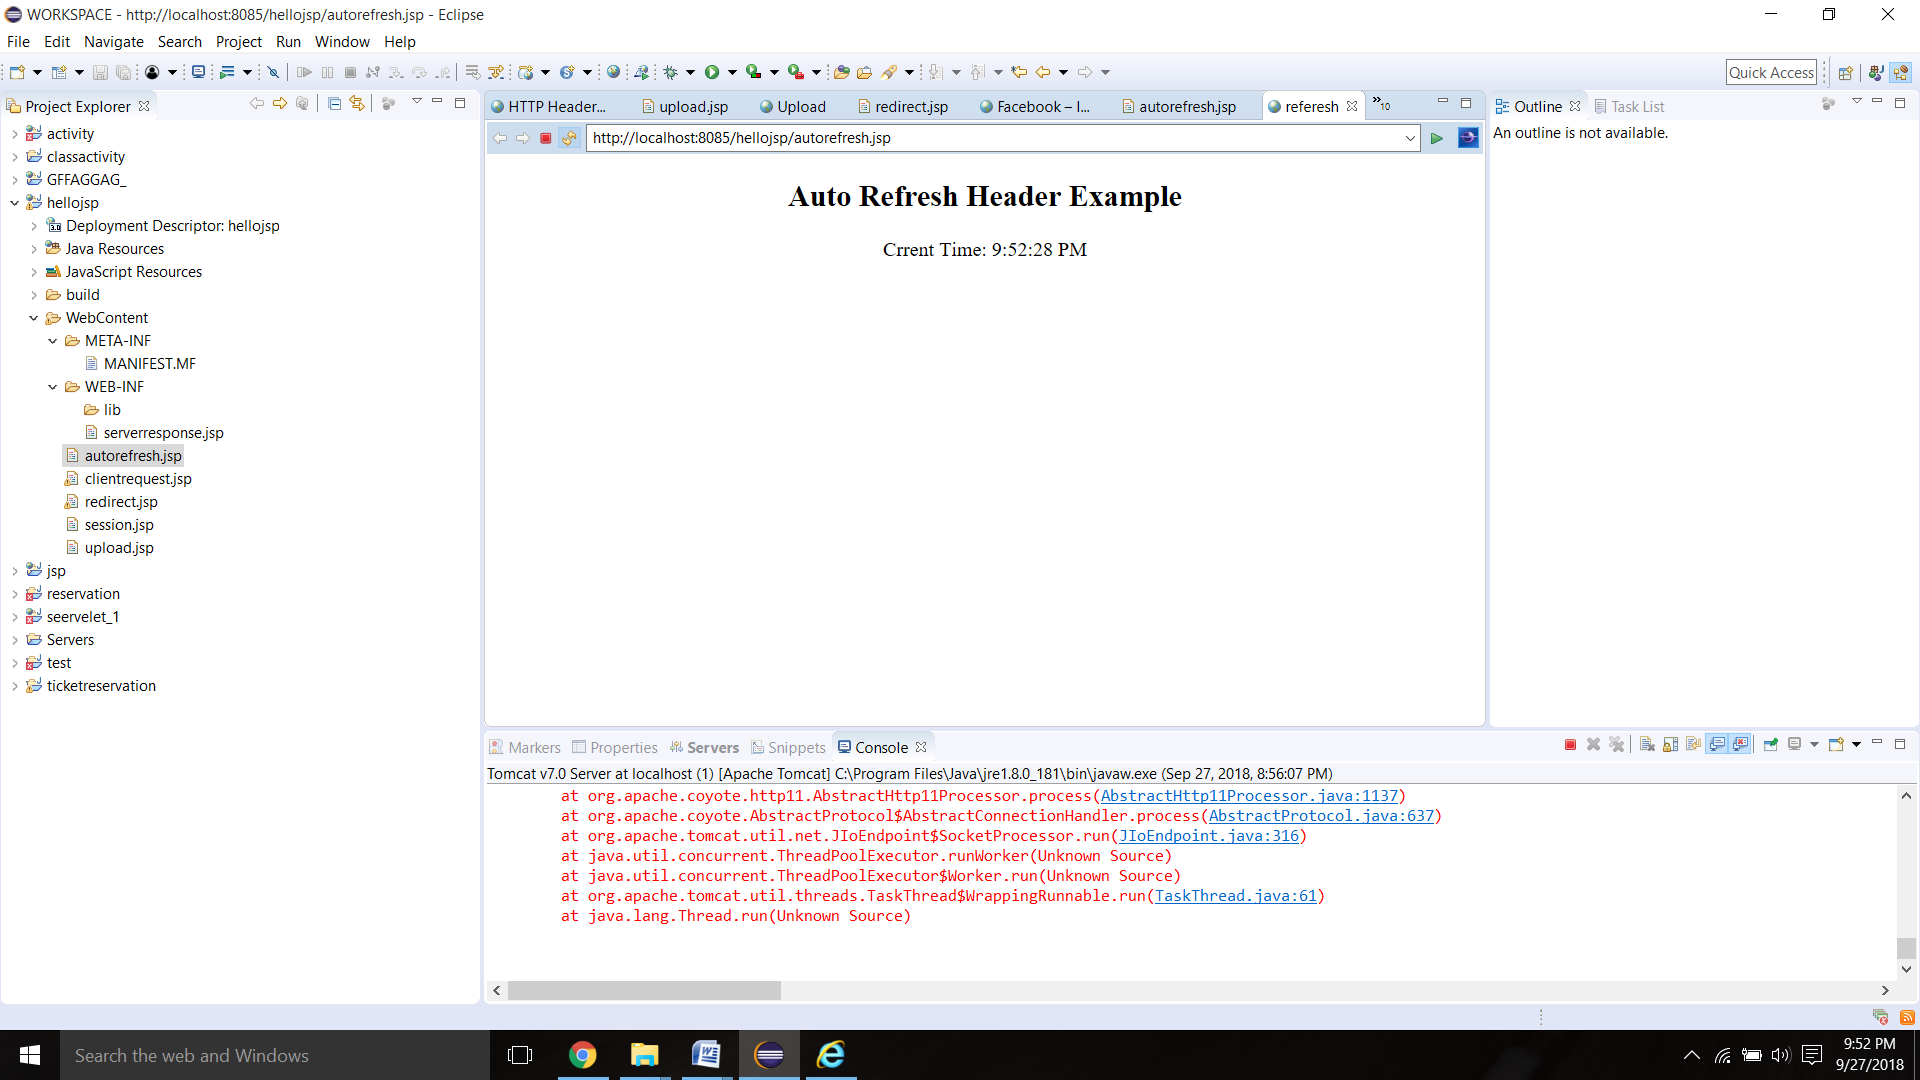 WORKSPACE - http://localhost:8085/hellojsp/autorefresh.jsp - Eclipse
File Edit Navigate Search Project Run Window Help
Quick Access
Project Explorer
activity
classactivity
GFFAGGAG_
hellojsp
Deployment Descriptor: hellojsp
Java Resources
JavaScript Resources
build
WebContent
META-INF
MANIFEST.MF
WEB-INF
lib
serverresponse.jsp
autorefresh.jsp
clientrequest.jsp
redirect.jsp
session.jsp
upload.jsp
jsp
reservation
seervelet_1
Servers
test
ticketreservation
HTTP Header... upload.jsp Upload redirect.jsp Facebook – l... autorefresh.jsp referesh »10
http://localhost:8085/hellojsp/autorefresh.jsp
Auto Refresh Header Example
Crrent Time: 9:52:28 PM
Outline Task List
An outline is not available.
Markers Properties Servers Snippets Console
Tomcat v7.0 Server at localhost (1) [Apache Tomcat] C:\Program Files\Java\jre1.8.0_181\bin\javaw.exe (Sep 27, 2018, 8:56:07 PM)
at org.apache.coyote.http11.AbstractHttp11Processor.process(AbstractHttp11Processor.java:1137)
at org.apache.coyote.AbstractProtocol$AbstractConnectionHandler.process(AbstractProtocol.java:637)
at org.apache.tomcat.util.net.JIoEndpoint$SocketProcessor.run(JIoEndpoint.java:316)
at java.util.concurrent.ThreadPoolExecutor.runWorker(Unknown Source)
at java.util.concurrent.ThreadPoolExecutor$Worker.run(Unknown Source)
at org.apache.tomcat.util.threads.TaskThread$WrappingRunnable.run(TaskThread.java:61)
at java.lang.Thread.run(Unknown Source)
Search the web and Windows
9:52 PM
9/27/2018